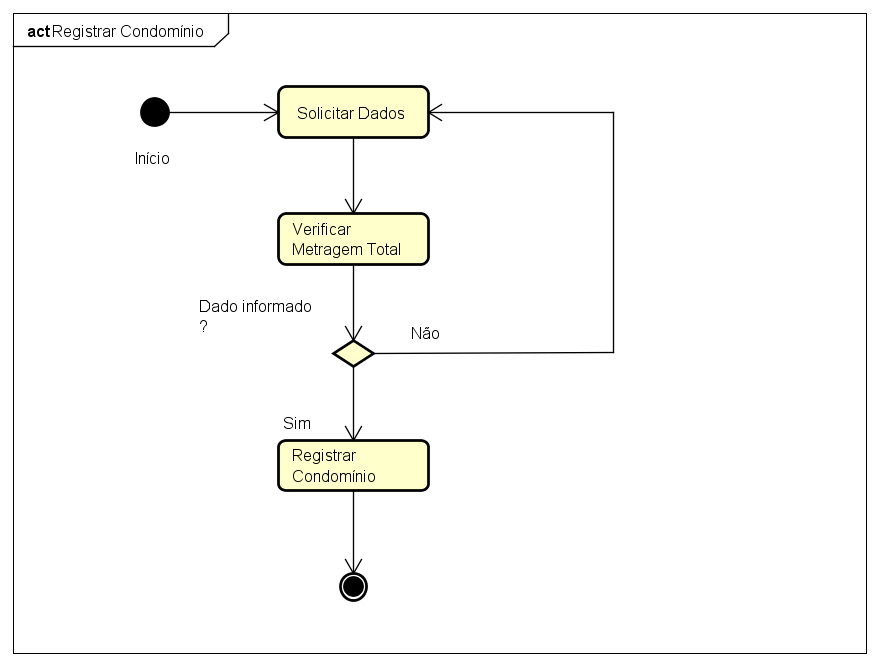 act Registrar Condomínio
Solicitar Dados
Início
Verificar
Metragem Total
Dado informado
?
Não
Sim
Registrar
Condomínio